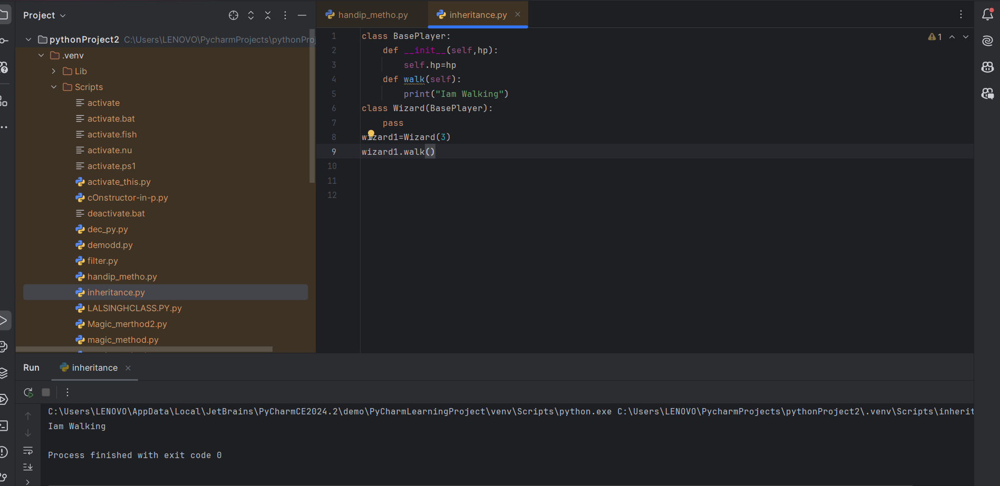 Project
pythonProject2 C:\Users\LENOVO\PycharmProjects\pythonPro
.venv
Lib
Scripts
activate
activate.bat
activate.fish
activate.nu
activate.ps1
activate_this.py
cOnstructor-in-p.py
deactivate.bat
dec_py.py
demodd.py
filter.py
handip_metho.py
inheritance.py
LALSINGHCLASS.PY.py
Magic_merthod2.py
magic_method.py
handip_metho.py
inheritance.py
1
1 class BasePlayer:
2 def __init__(self,hp):
3 self.hp=hp
4 def walk(self):
5 print("Iam Walking")
6 class Wizard(BasePlayer):
7 pass
8 wizard1=Wizard(3)
9 wizard1.walk()
10
11
12
Run
inheritance
C:\Users\LENOVO\AppData\Local\JetBrains\PyCharmCE2024.2\demo\PyCharmLearningProject\venv\Scripts\python.exe C:\Users\LENOVO\PycharmProjects\pythonProject2\.venv\Scripts\inherit
Iam Walking
Process finished with exit code 0